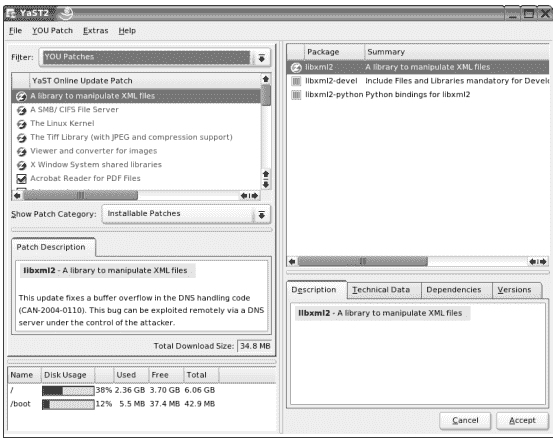 YaST2
File YOU Patch Extras Help
Filter: YOU Patches
YaST Online Update Patch
A library to manipulate XML files
A SMB/ CIFS File Server
The Linux Kernel
The Tiff Library (with JPEG and compression support)
Viewer and converter for images
X Window System shared libraries
Acrobat Reader for PDF Files
Show Patch Category: Installable Patches
Patch Description
libxml2 - A library to manipulate XML files
This update fixes a buffer overflow in the DNS handling code
(CAN-2004-0110). This bug can be exploited remotely via a DNS
server under the control of the attacker.
Total Download Size: 34.8 MB
Name Disk Usage Used Free Total
/ 38% 2.36 GB 3.70 GB 6.06 GB
/boot 12% 5.5 MB 37.4 MB 42.9 MB
Package Summary
libxml2 A library to manipulate XML files
libxml2-devel Include Files and Libraries mandatory for Develo
libxml2-python Python bindings for libxml2
Description Technical Data Dependencies Versions
libxml2 - A library to manipulate XML files
Cancel Accept